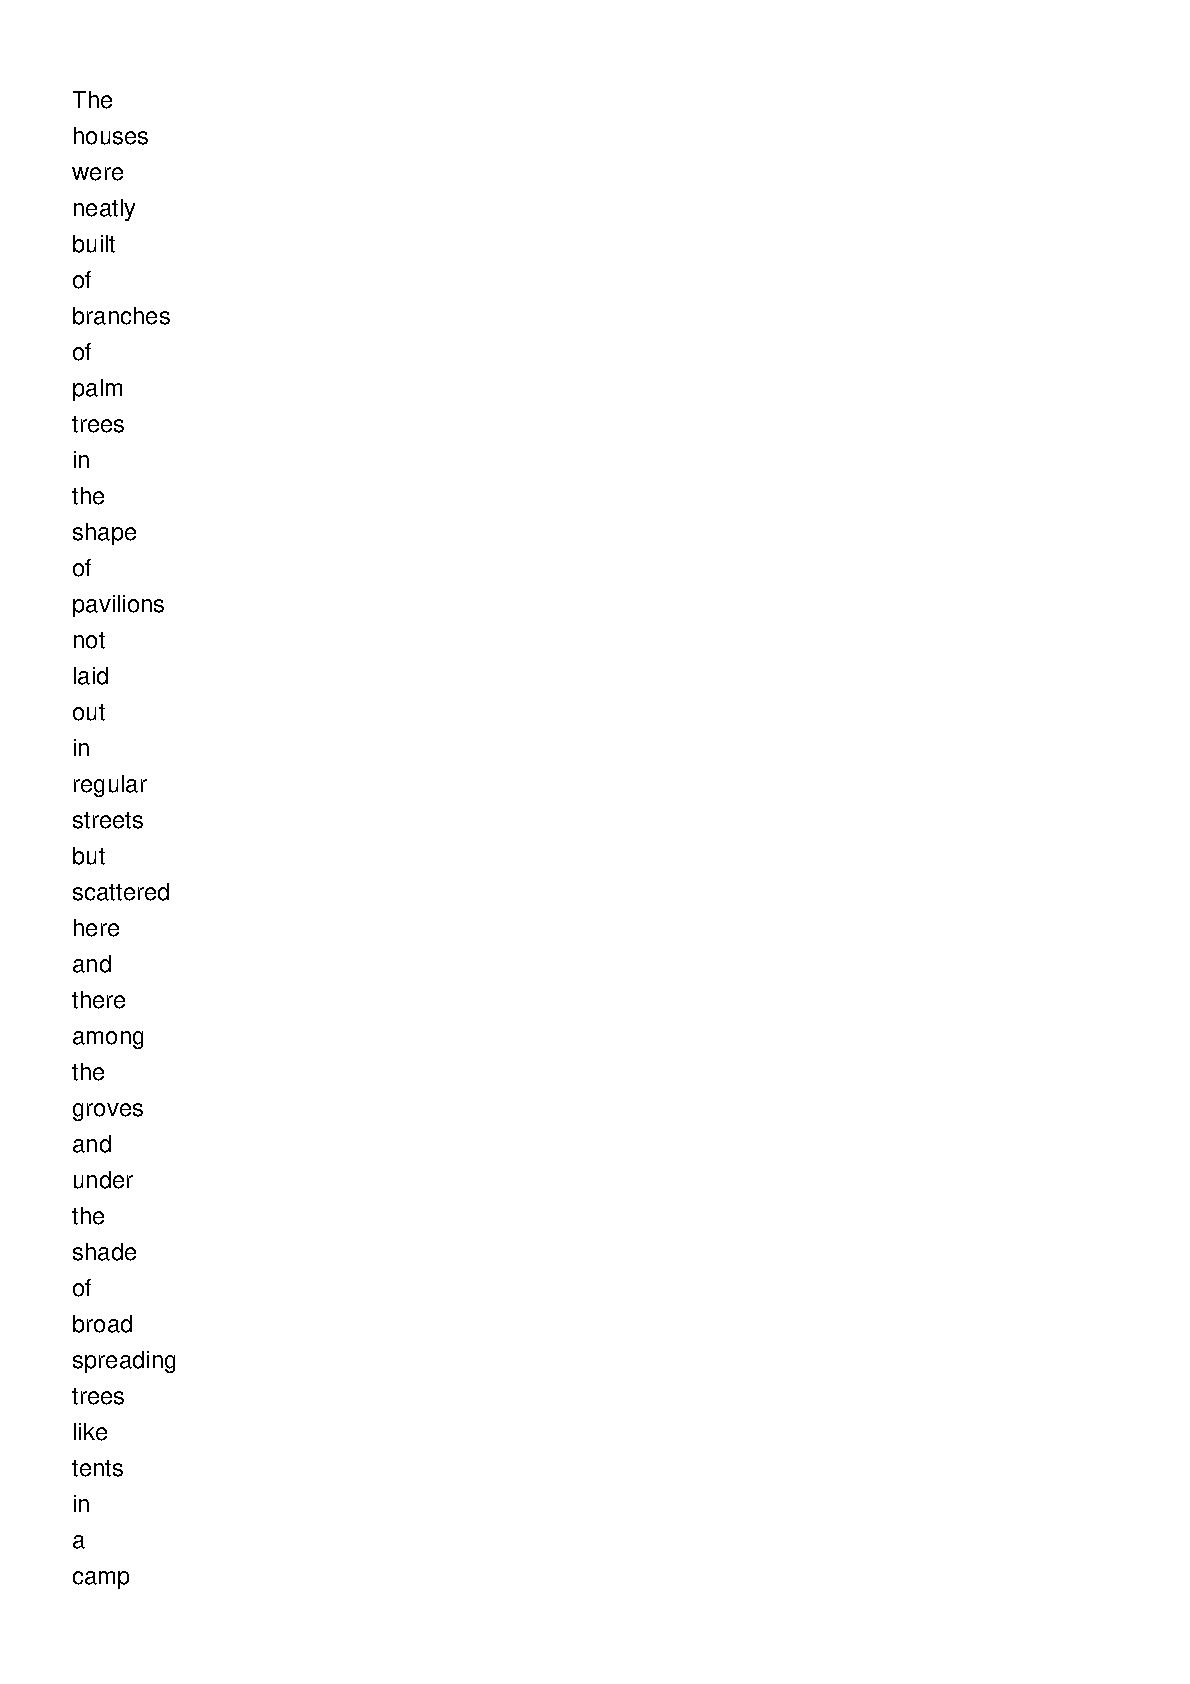 The
houses
were
neatly
built
of
branches
of
palm
trees
in
the
shape
of
pavilions
not
laid
out
in
regular
streets
but
scattered
here
and
there
among
the
groves
and
under
the
shade
of
broad
spreading
trees
like
tents
in
a
camp